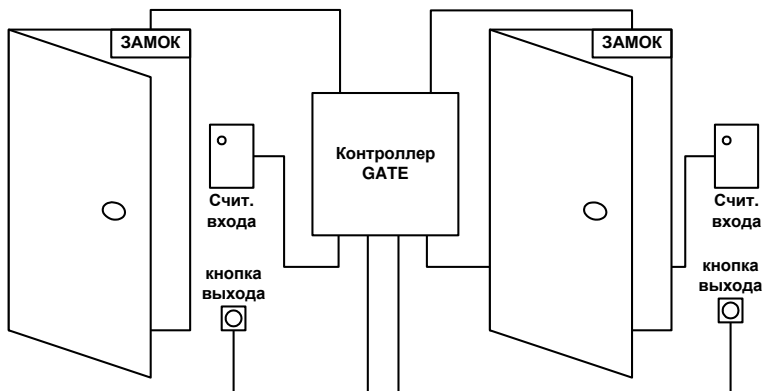 ЗАМОК
ЗАМОК
Контроллер
GATE
Счит.
входа
Счит.
входа
кнопка
выхода
кнопка
выхода